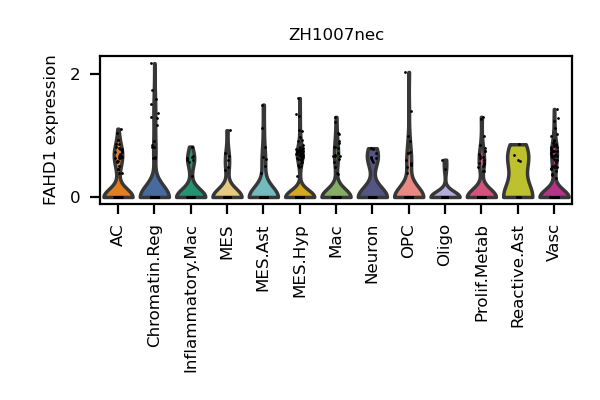 ZH1007nec
FAHD1 expression
2
0
AC
Chromatin.Reg
Inflammatory.Mac
MES
MES.Ast
MES.Hyp
Mac
Neuron
OPC
Oligo
Prolif.Metab
Reactive.Ast
Vasc